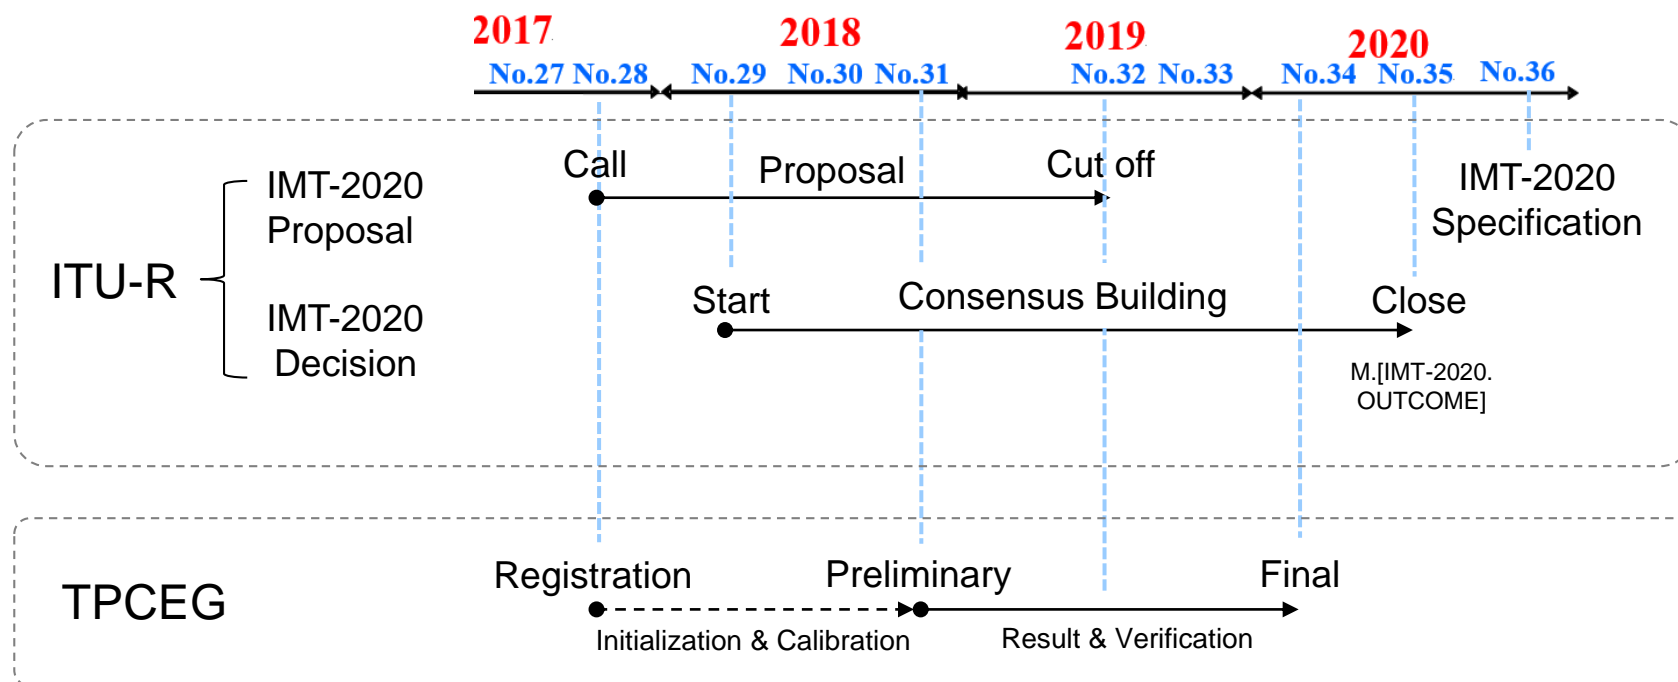 2017 2018 2019 2020
No.27 No.28 No.29 No.30 No.31 No.32 No.33 No.34 No.35 No.36
Call Proposal Cut off
IMT-2020
Proposal
IMT-2020
Specification
ITU-R
Start Consensus Building Close
IMT-2020
Decision
M.[IMT-2020.
OUTCOME]
Registration Preliminary Final
TPCEG
Initialization & Calibration Result & Verification